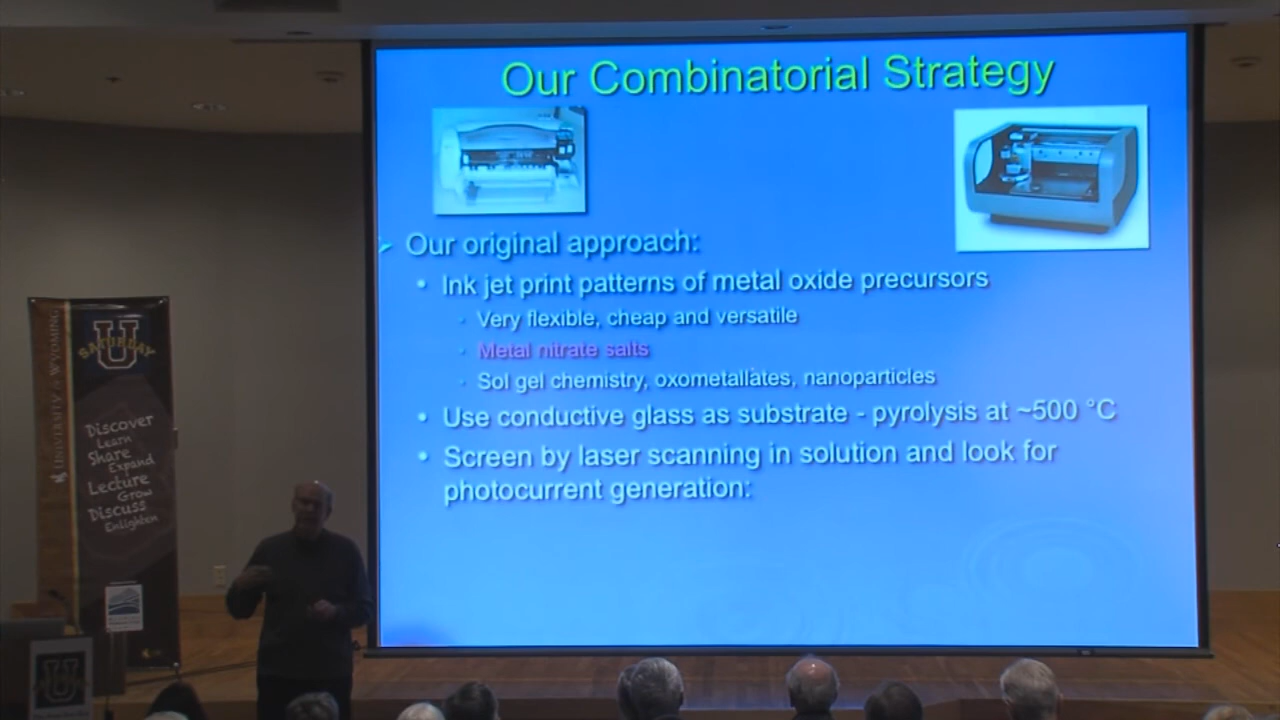 Our Combinatorial Strategy
Our original approach:
• Ink jet print patterns of metal oxide precursors
Very flexible, cheap and versatile
Metal nitrate salts
Sol gel chemistry, oxometallates, nanoparticles
• Use conductive glass as substrate - pyrolysis at ~500 °C
• Screen by laser scanning in solution and look for
photocurrent generation:
UNIVERSITY of WYOMING
U
SATURDAY
Discover
Learn
Share
Expand
Lecture
Grow
Discuss
Enlighten
U